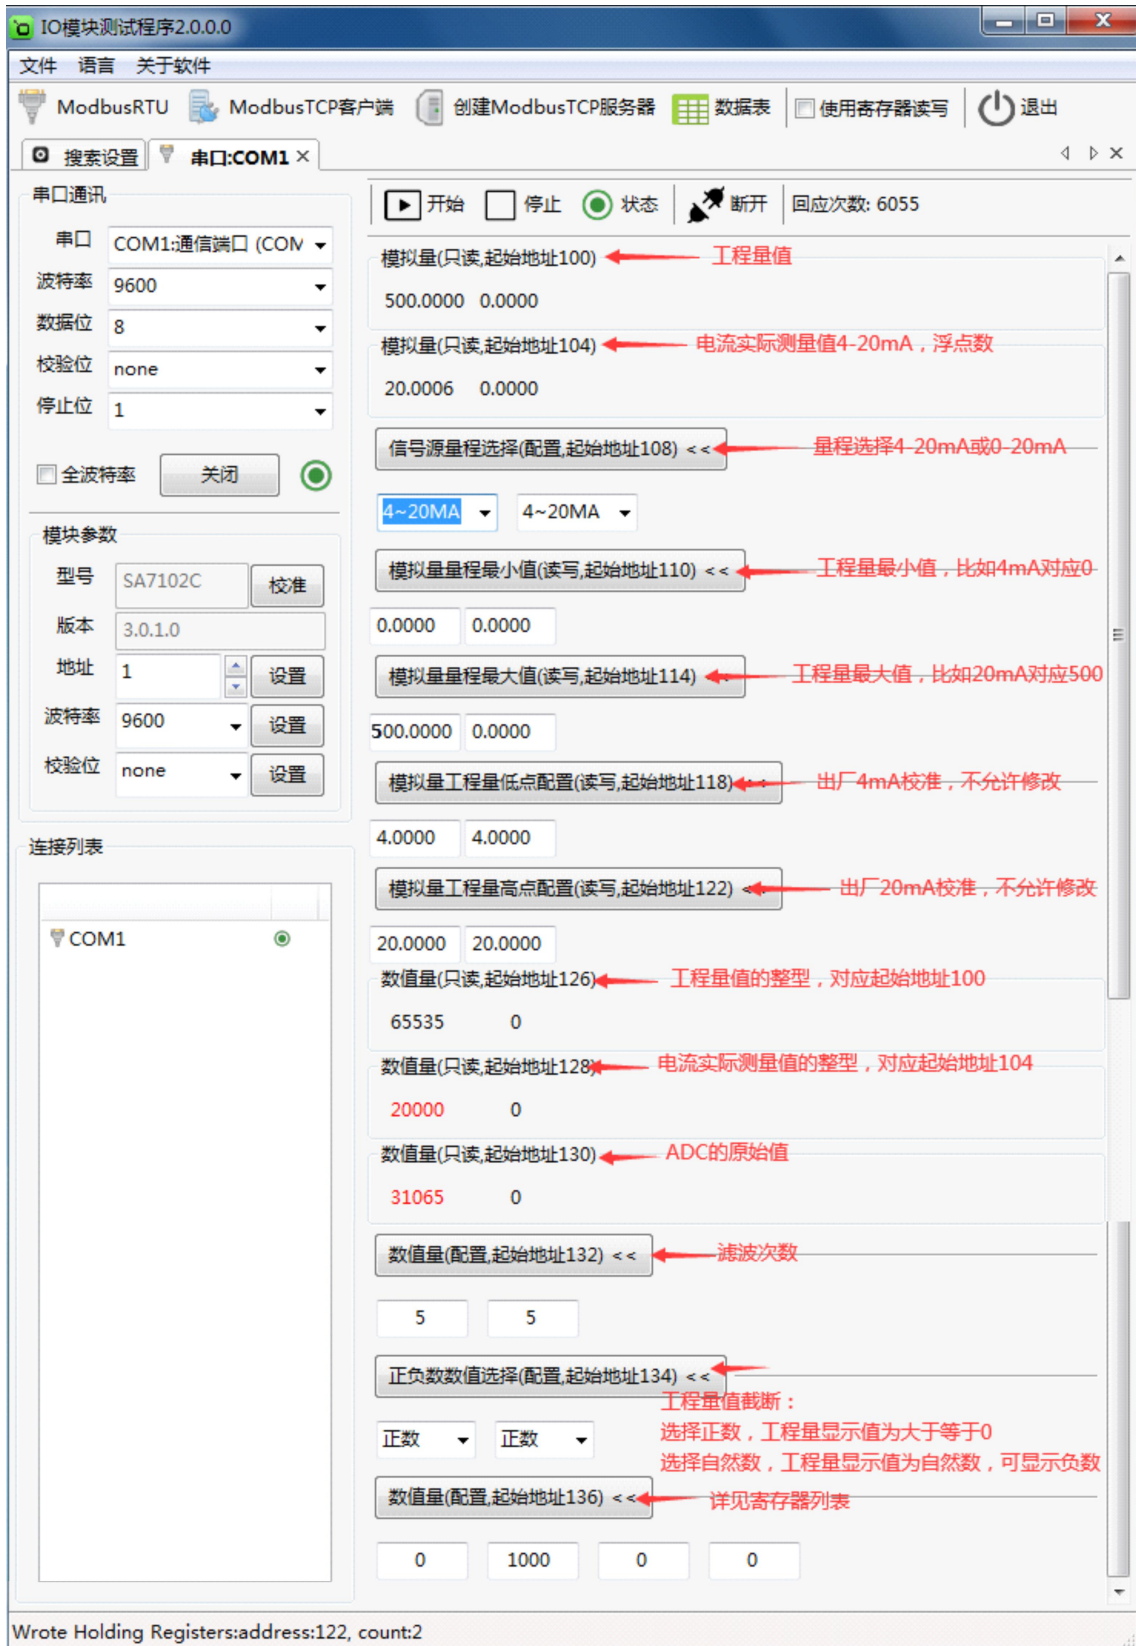 IO模块测试程序2.0.0.0
文件 语言 关于软件
ModbusRTU ModbusTCP客户端 创建ModbusTCP服务器 数据表 使用寄存器读写 退出
搜索设置 串口:COM1
串口通讯
串口 COM1:通信端口 (COM
波特率 9600
数据位 8
校验位 none
停止位 1
全波特率 关闭
模块参数
型号 SA7102C 校准
版本 3.0.1.0
地址 1 设置
波特率 9600 设置
校验位 none 设置
连接列表
COM1
开始 停止 状态 断开 回应次数: 6055
模拟量(只读,起始地址100) 工程量值
500.0000 0.0000
模拟量(只读,起始地址104) 电流实际测量值4-20mA，浮点数
20.0006 0.0000
信号源量程选择(配置,起始地址108) << 量程选择4-20mA或0-20mA
4~20MA 4~20MA
模拟量量程最小值(读写,起始地址110) << 工程量最小值，比如4mA对应0
0.0000 0.0000
模拟量量程最大值(读写,起始地址114) 工程量最大值，比如20mA对应500
500.0000 0.0000
模拟量工程量低点配置(读写,起始地址118) 出厂4mA校准，不允许修改
4.0000 4.0000
模拟量工程量高点配置(读写,起始地址122) << 出厂20mA校准，不允许修改
20.0000 20.0000
数值量(只读,起始地址126) 工程量值的整型，对应起始地址100
65535 0
数值量(只读,起始地址128) 电流实际测量值的整型，对应起始地址104
20000 0
数值量(只读,起始地址130) ADC的原始值
31065 0
数值量(配置,起始地址132) << 滤波次数
5 5
正负数数值选择(配置,起始地址134) <<
工程量值截断：
选择正数，工程量显示值为大于等于0
正数 正数
选择自然数，工程量显示值为自然数，可显示负数
数值量(配置,起始地址136) << 详见寄存器列表
0 1000 0 0
Wrote Holding Registers:address:122, count:2